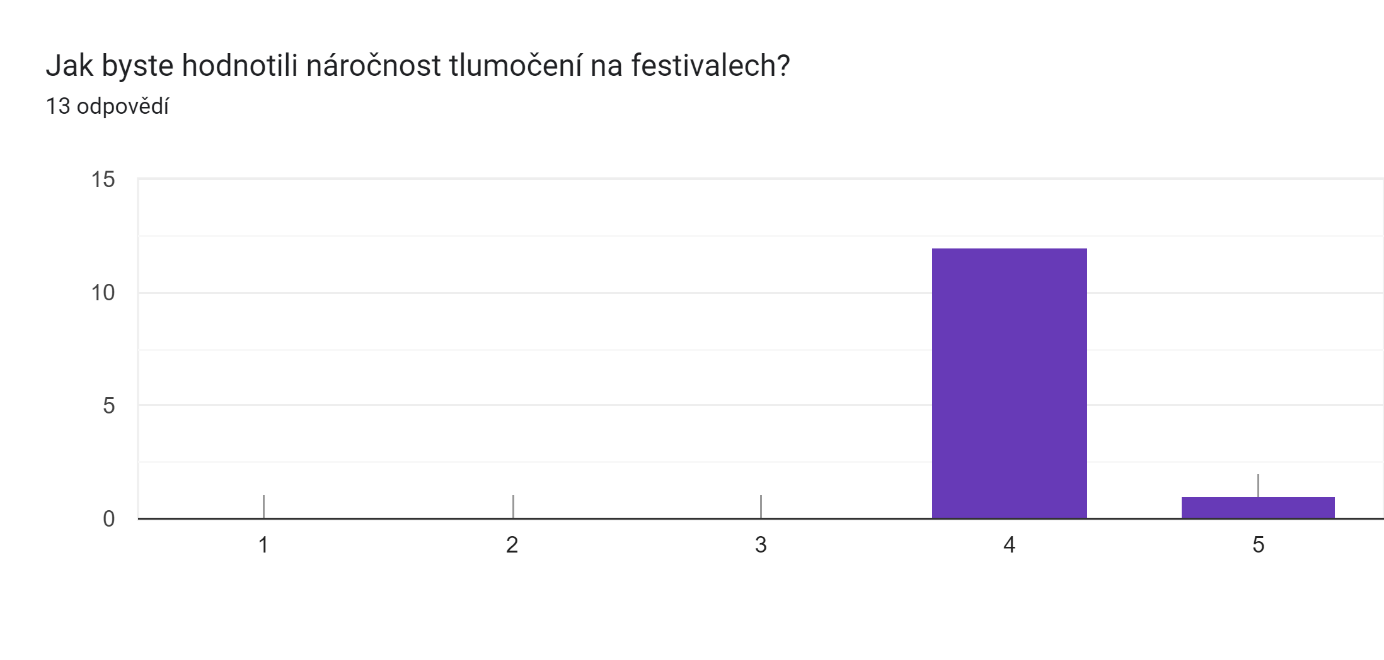 Jak byste hodnotili náročnost tlumočení na festivalech?
13 odpovědí
15
10
5
0
1 2 3 4 5